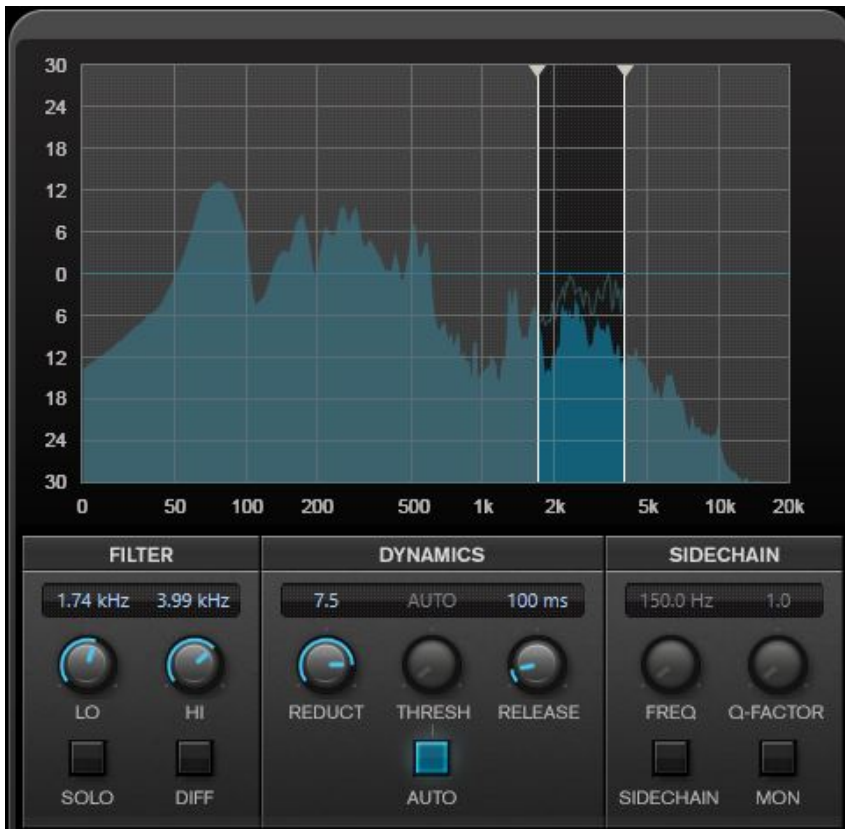 30
24
18
12
6
0
6
12
18
24
30
0 50 100 200 500 1k 2k 5k 10k 20k
FILTER DYNAMICS SIDECHAIN
1.74 kHz 3.99 kHz 7.5 AUTO 100 ms 150.0 Hz 1.0
LO HI REDUCT THRESH RELEASE FREQ Q-FACTOR
SOLO DIFF AUTO SIDECHAIN MON